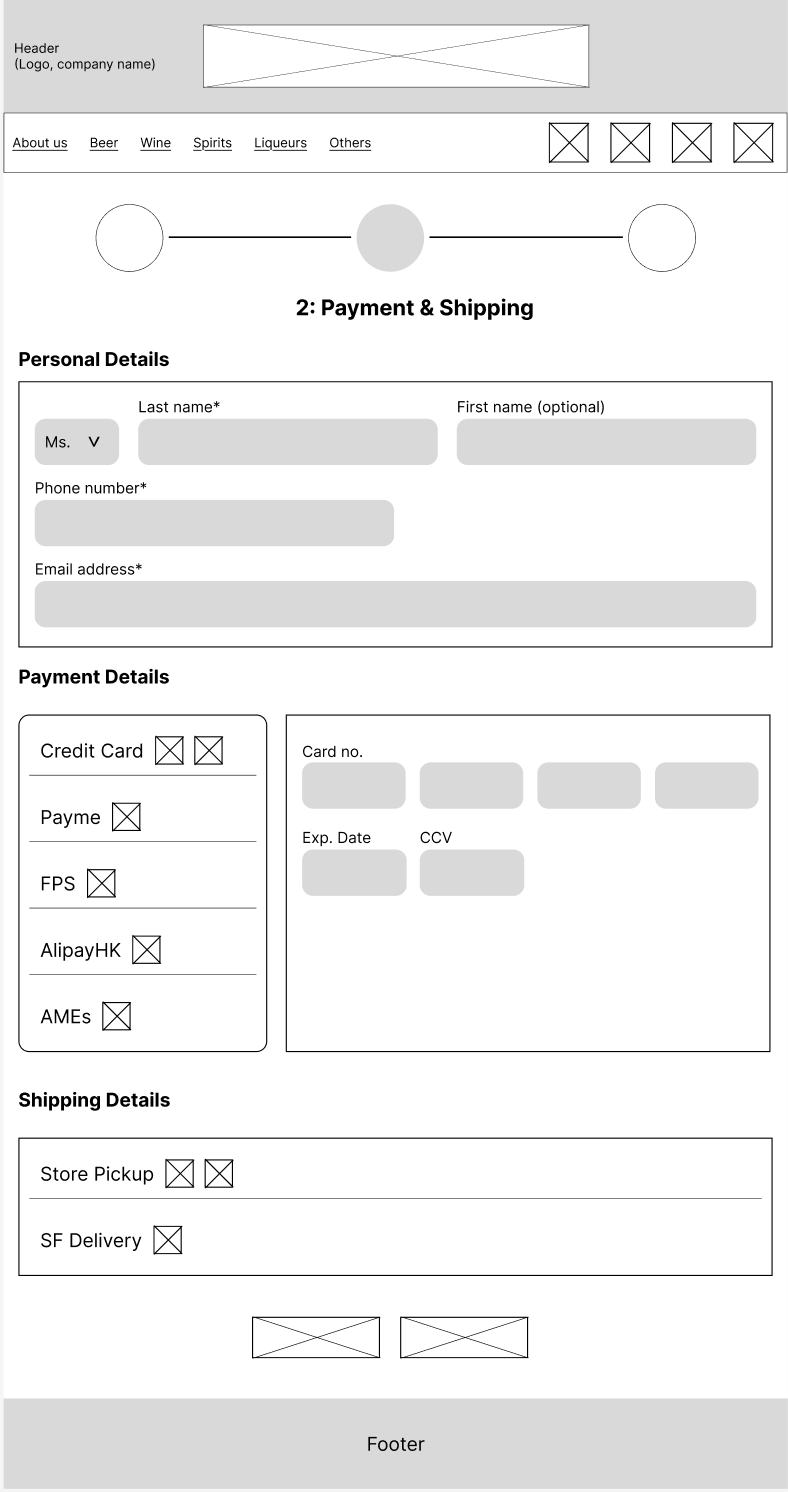 Header
(Logo, company name)
About us Beer Wine Spirits Liqueurs Others
2: Payment & Shipping
Personal Details
Last name* First name (optional)
Ms.
Phone number*
Email address*
Payment Details
Credit Card
Payme
FPS
AlipayHK
AMEs
Card no.
Exp. Date CCV
Shipping Details
Store Pickup
SF Delivery
Footer